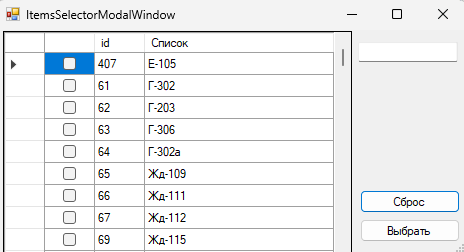 ItemsSelectorModalWindow
id Список
407 Е-105
61 Г-302
62 Г-203
63 Г-306
64 Г-302а
65 Жд-109
66 Жд-111
67 Жд-112
69 Жд-115
Сброс
Выбрать